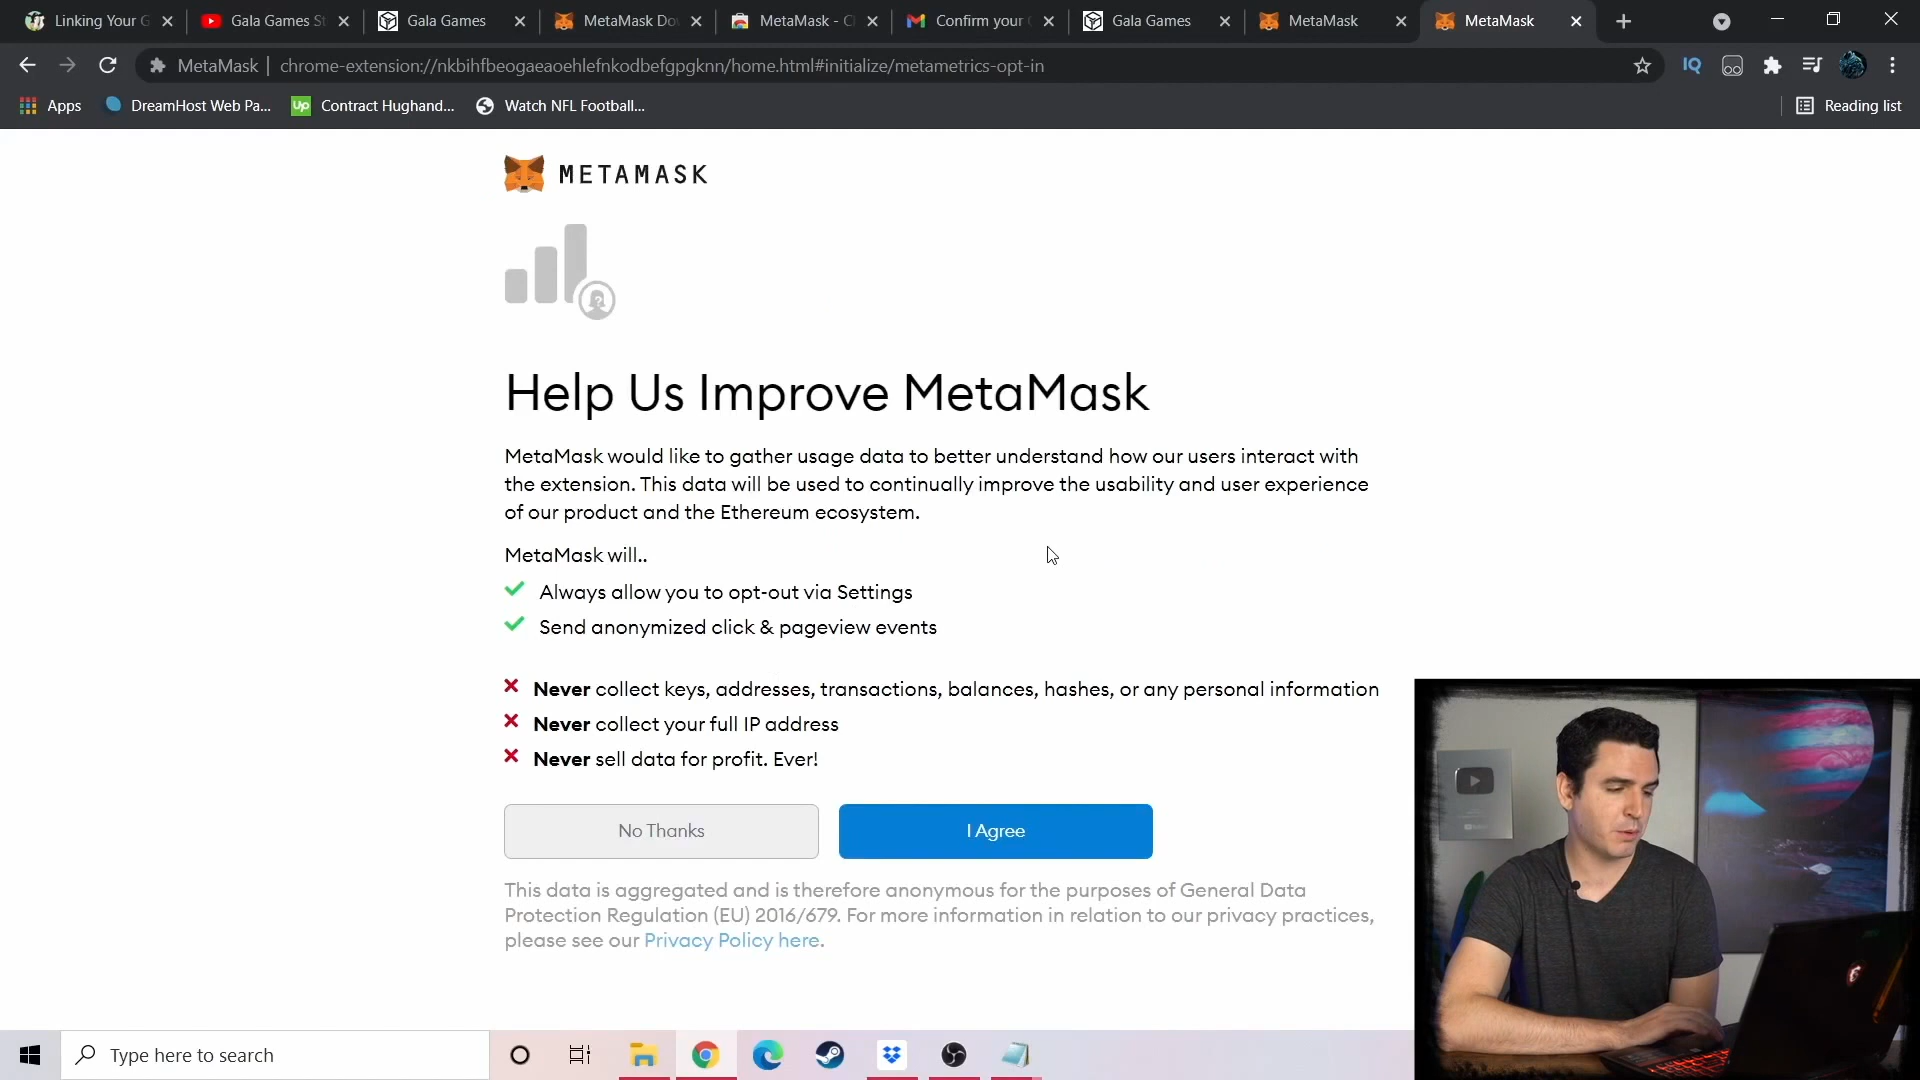 Linking Your G
Gala Games St
Gala Games
MetaMask Do
MetaMask - C
Confirm your
Gala Games
MetaMask
MetaMask
MetaMask | chrome-extension://nkbihfbeogaeaoehlefnkodbefgpgknn/home.html#initialize/metametrics-opt-in
IQ
Apps
DreamHost Web Pa...
Up
Contract Hughand...
Watch NFL Football...
Reading list
METAMASK
Help Us Improve MetaMask
MetaMask would like to gather usage data to better understand how our users interact with
the extension. This data will be used to continually improve the usability and user experience
of our product and the Ethereum ecosystem.
MetaMask will..
Always allow you to opt-out via Settings
Send anonymized click & pageview events
Never collect keys, addresses, transactions, balances, hashes, or any personal information
Never collect your full IP address
Never sell data for profit. Ever!
No Thanks
I Agree
This data is aggregated and is therefore anonymous for the purposes of General Data
Protection Regulation (EU) 2016/679. For more information in relation to our privacy practices,
please see our Privacy Policy here.
Type here to search